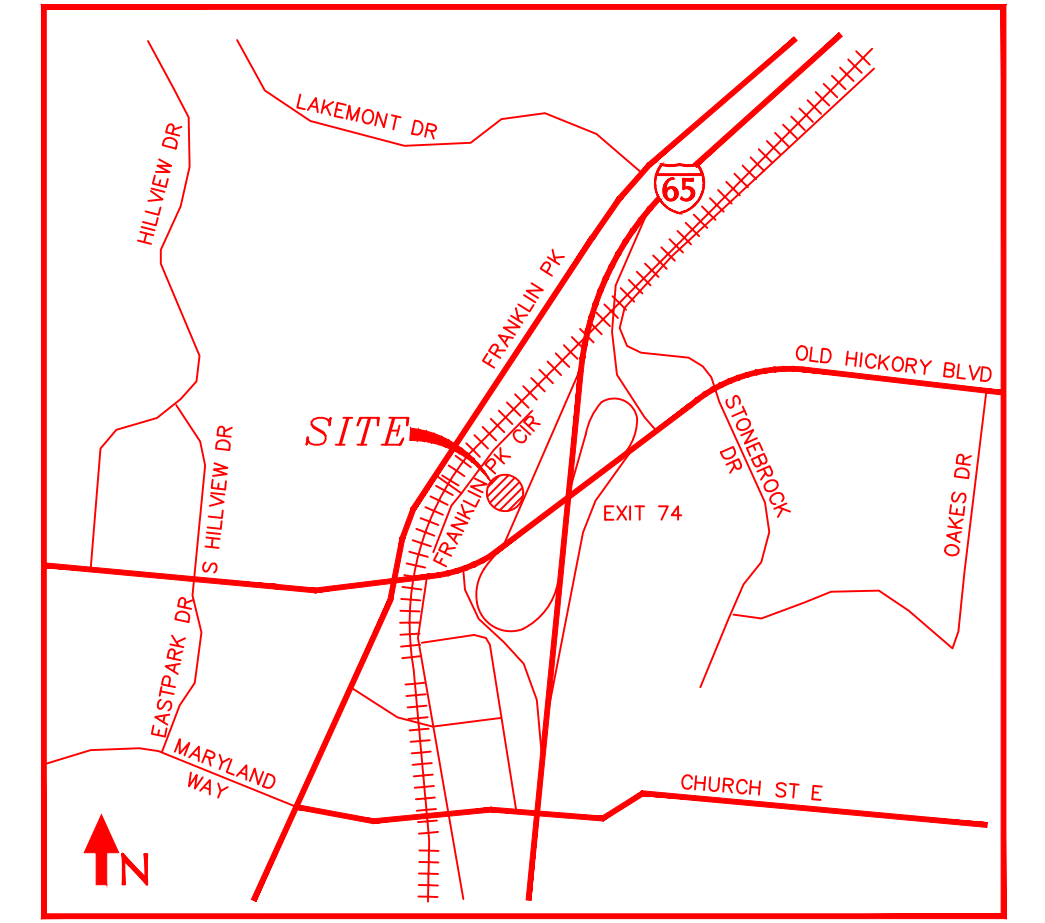 LAKEMONT DR
HILLVIEW DR
65
FRANKLIN PK
OLD HICKORY BLVD
SITE
FRANKLIN PK CIR
STONEBROCK
DR
S HILLVIEW DR
EXIT 74
OAKES DR
EASTPARK DR
MARYLAND
WAY
CHURCH ST E
N